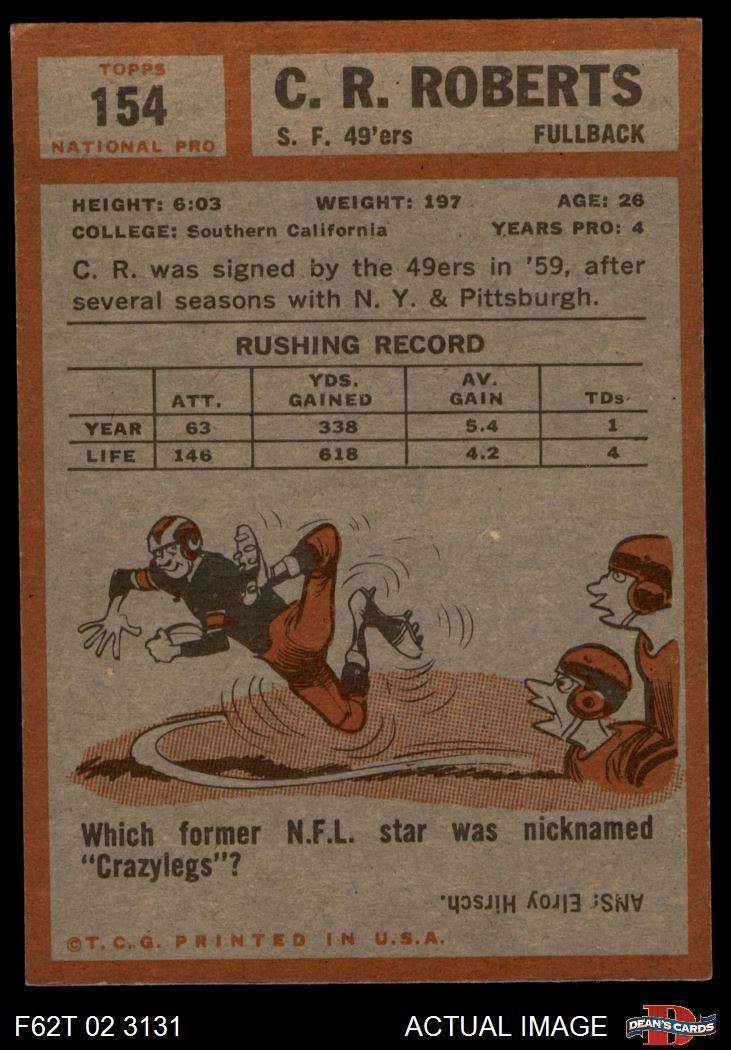 TOPPS
154
NATIONAL PRO
C. R. ROBERTS
S. F. 49'ers FULLBACK
HEIGHT: 6:03 WEIGHT: 197 AGE: 26
COLLEGE: Southern California YEARS PRO: 4
C. R. was signed by the 49ers in '59, after
several seasons with N. Y. & Pittsburgh.
RUSHING RECORD
ATT. YDS. GAINED AV. GAIN TDs.
YEAR 63 338 5.4 1
LIFE 146 618 4.2 4
Which former N.F.L. star was nicknamed
"Crazylegs"?
ANS: Elroy Hirsch.
©T. C. G. PRINTED IN U.S.A.
F62T 02 3131 ACTUAL IMAGE DEAN'S CARDS